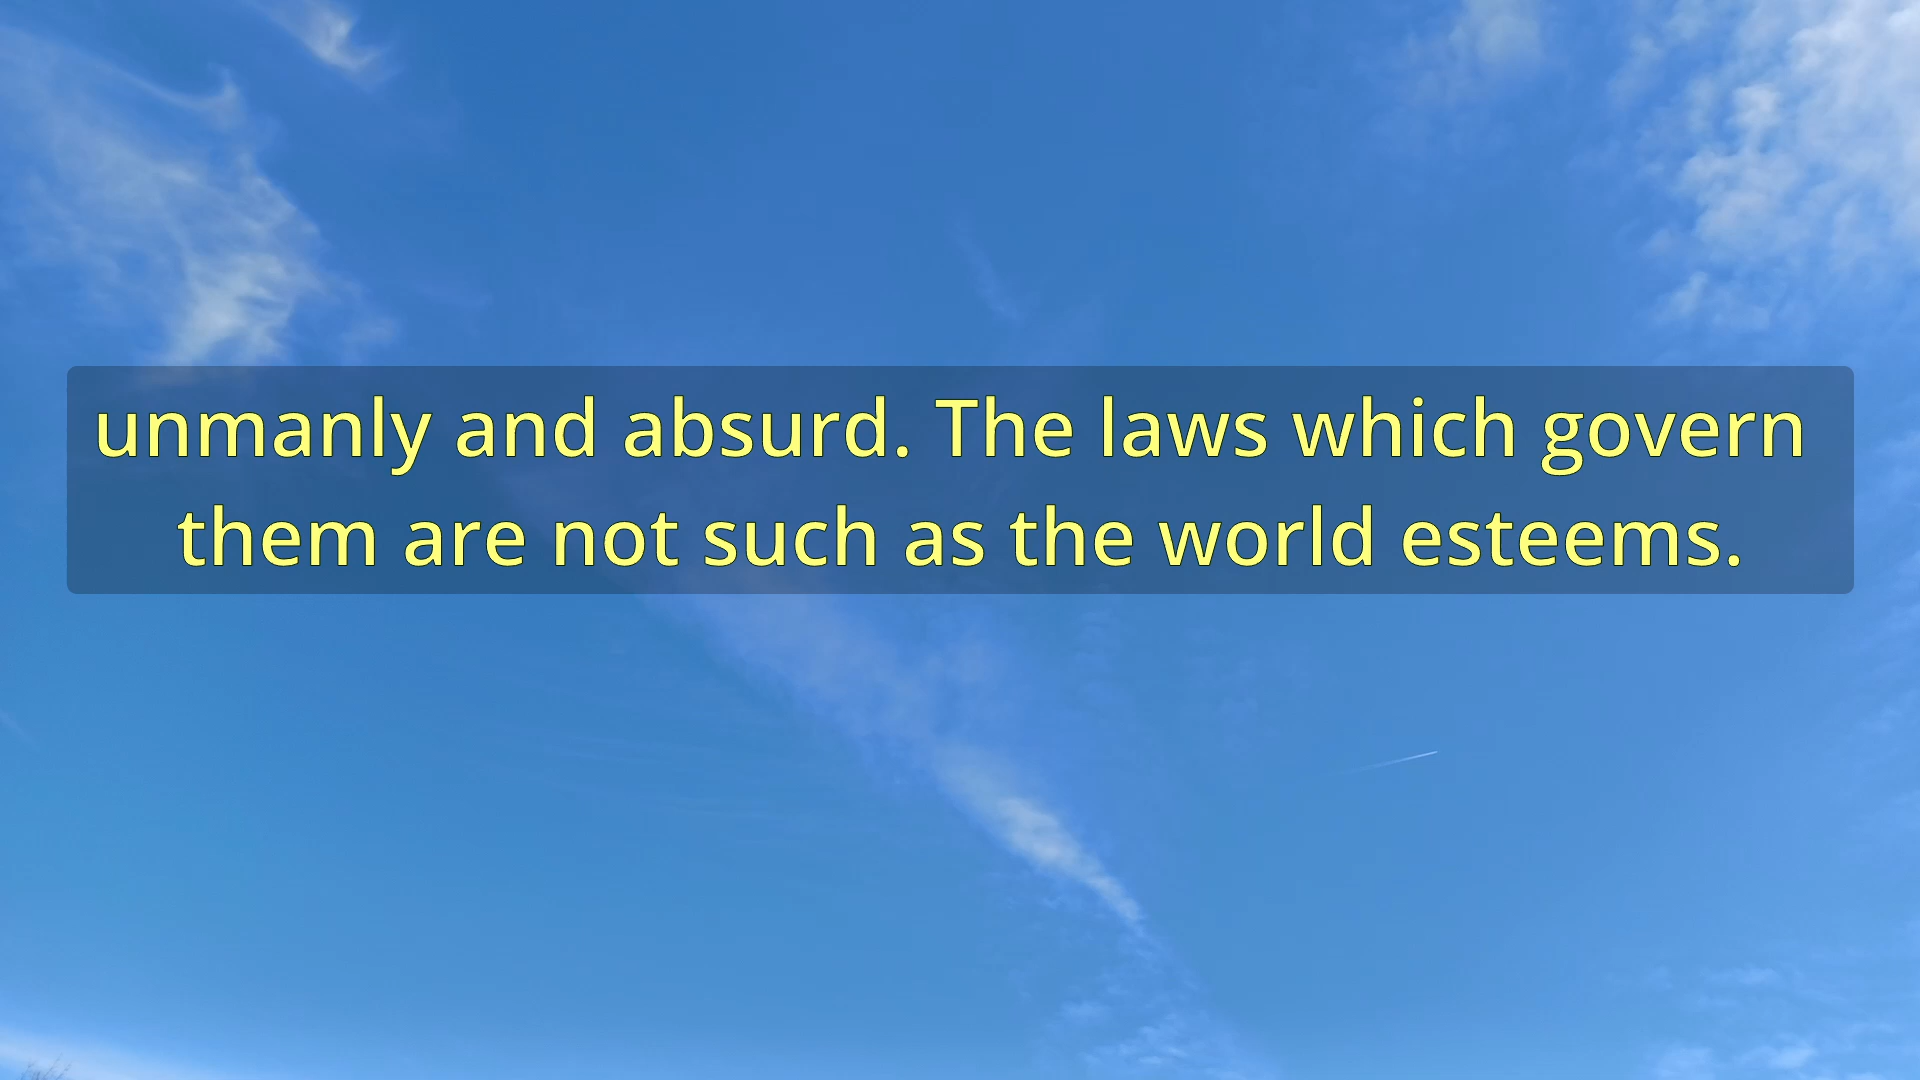 unmanly and absurd. The laws which govern
them are not such as the world esteems.